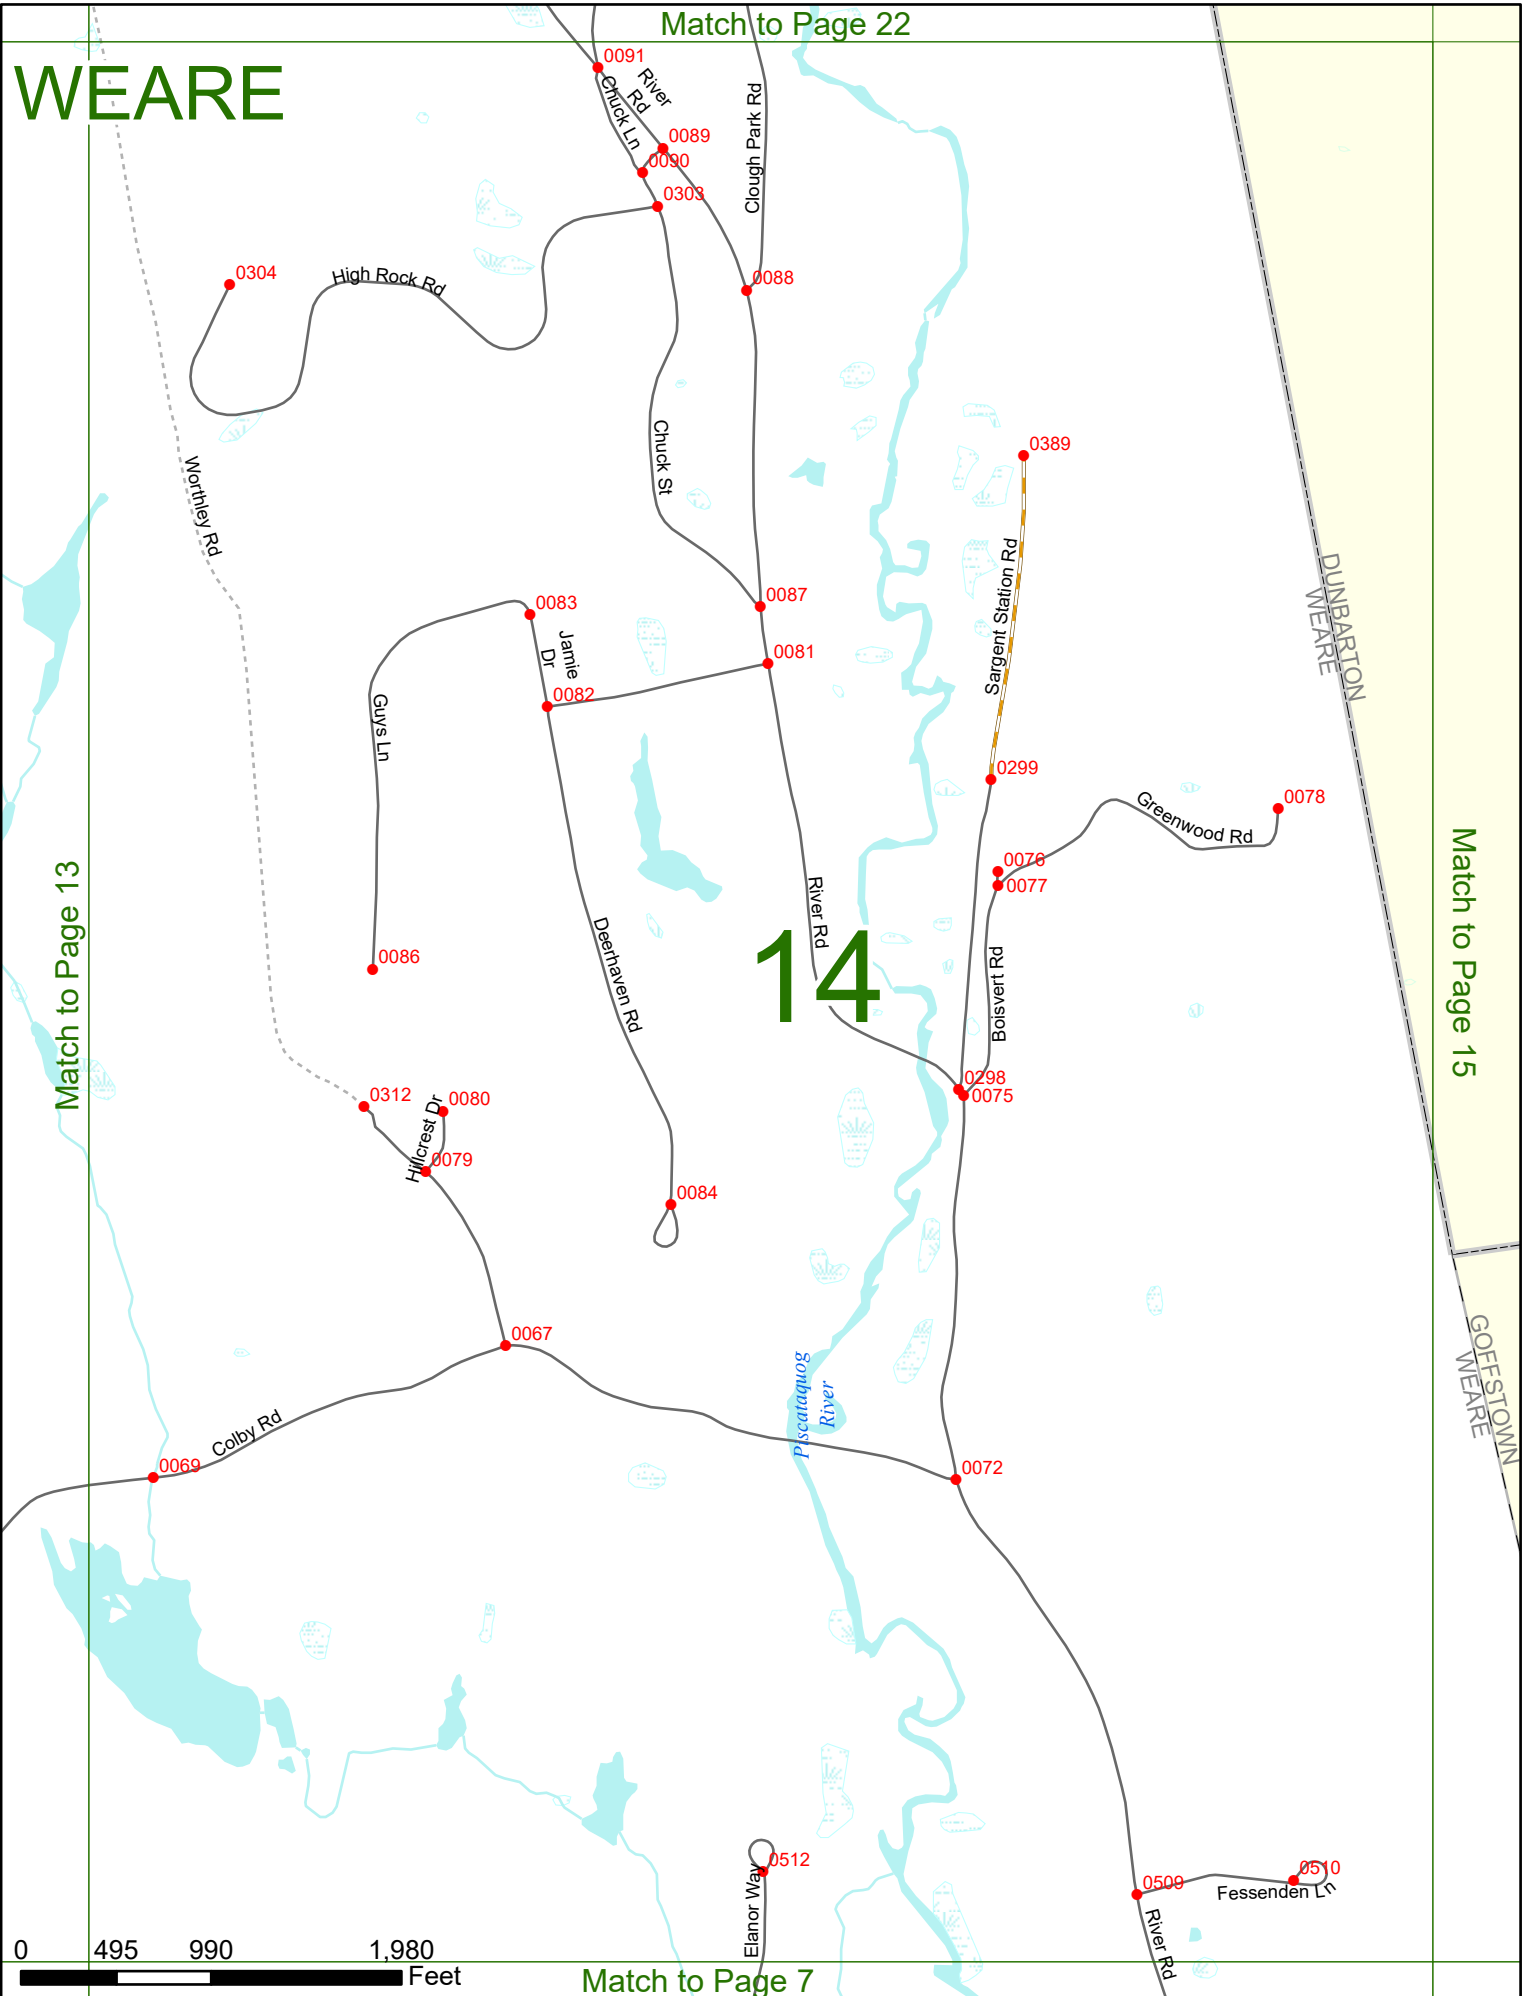 Match to Page 22
WEARE
0091
River
Rd
Chuck Ln
Clough Park Rd
0089
0090
0303
0304
High Rock Rd
0088
Worthley Rd
Chuck St
0389
Sargent Station Rd
DUNBARTON
WEARE
0087
0083
Jamie
Dr
0081
0082
Guys Ln
0299
0078
Greenwood Rd
0076
0077
Match to Page 13
Match to Page 15
River Rd
14
Deerhaven Rd
Boisvert Rd
0086
0298
0075
0312
0080
Hillcrest Dr
0079
0084
0067
Piscataquog
River
GOFFSTOWN
WEARE
Colby Rd
0069
0072
0512
Elanor Way
0510
0509
Fessenden Ln
River Rd
0 495 990 1,980
Feet
Match to Page 7